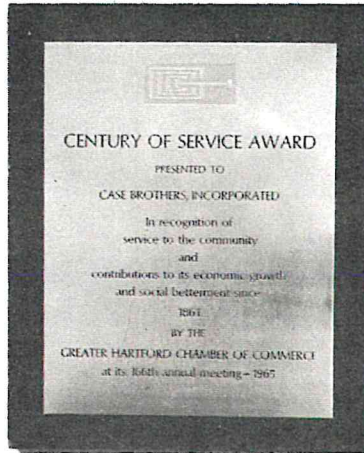 CENTURY OF SERVICE AWARD
PRESENTED TO
CASE BROTHERS, INCORPORATED
In recognition of
service to the community
and
contributions to its economic growth
and social betterment since
1861
BY THE
GREATER HARTFORD CHAMBER OF COMMERCE
at its 166th annual meeting – 1965